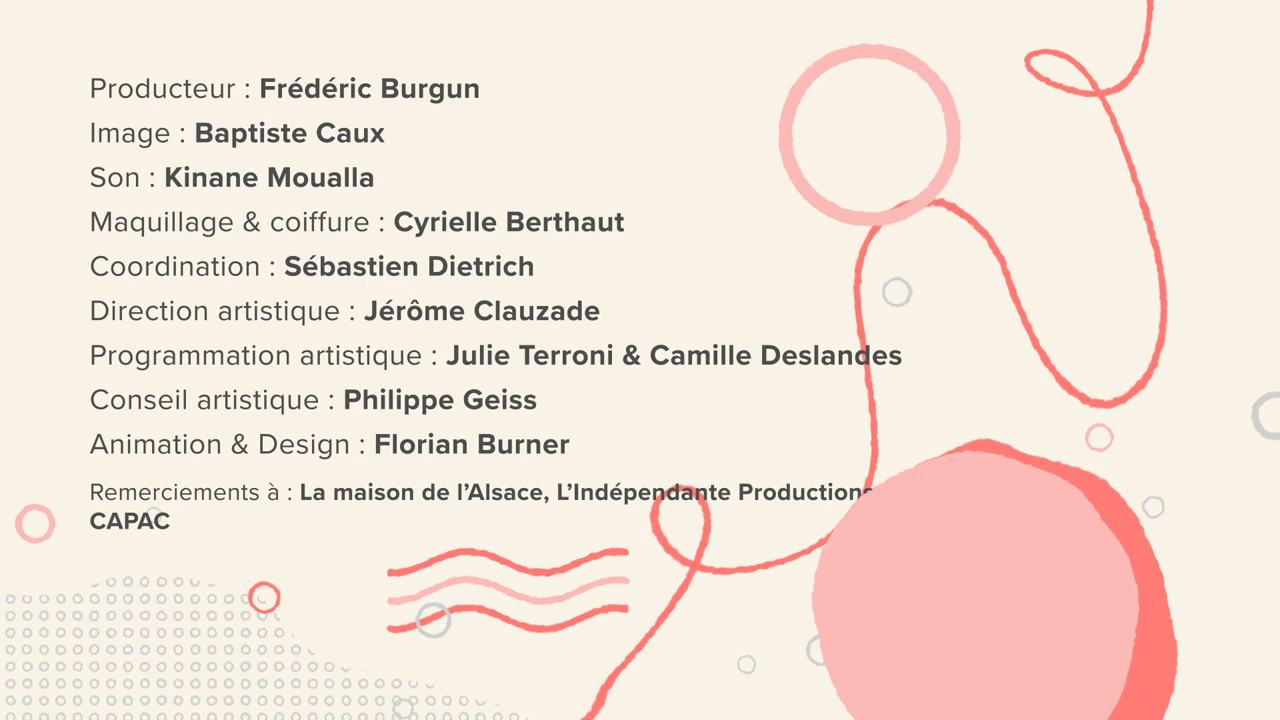 Producteur : Frédéric Burgun
Image : Baptiste Caux
Son : Kinane Moualla
Maquillage & coiffure : Cyrielle Berthaut
Coordination : Sébastien Dietrich
Direction artistique : Jérôme Clauzade
Programmation artistique : Julie Terroni & Camille Deslandes
Conseil artistique : Philippe Geiss
Animation & Design : Florian Burner
Remerciements à : La maison de l’Alsace, L’Indépendante Productions
CAPAC